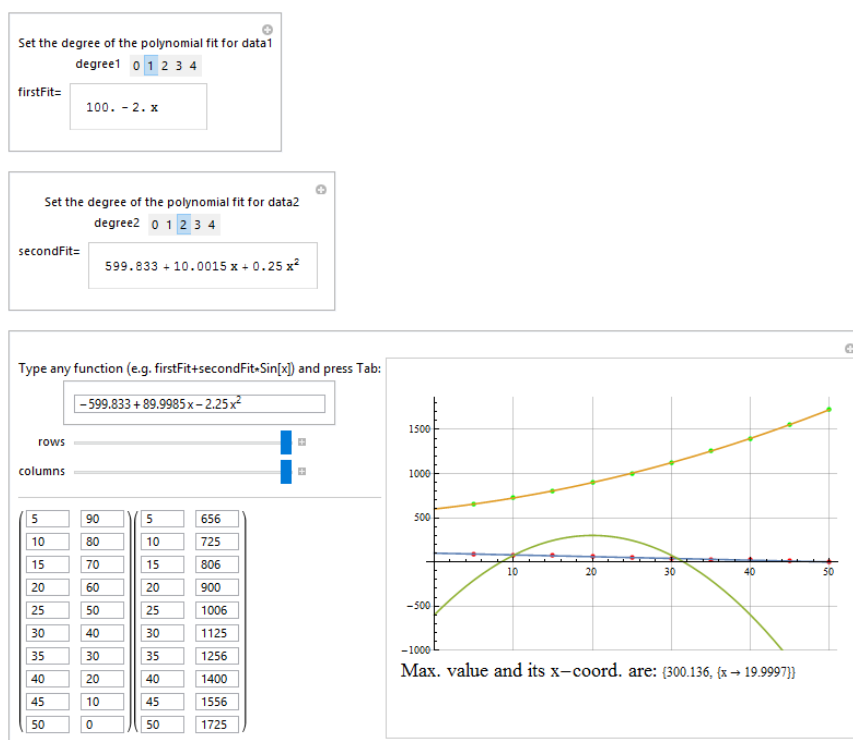 Set the degree of the polynomial fit for data1
degree1 0 1 2 3 4
firstFit= 100. - 2. x
Set the degree of the polynomial fit for data2
degree2 0 1 2 3 4
secondFit= 599.833 + 10.0015 x + 0.25 x²
Type any function (e.g. firstFit+secondFit*Sin[x]) and press Tab:
−599.833 + 89.9985 x − 2.25 x²
rows
columns
5 90 5 656
10 80 10 725
15 70 15 806
20 60 20 900
25 50 25 1006
30 40 30 1125
35 30 35 1256
40 20 40 1400
45 10 45 1556
50 0 50 1725
1500
1000
500
10 20 30 40 50
−500
−1000
Max. value and its x−coord. are: {300.136, {x → 19.9997}}